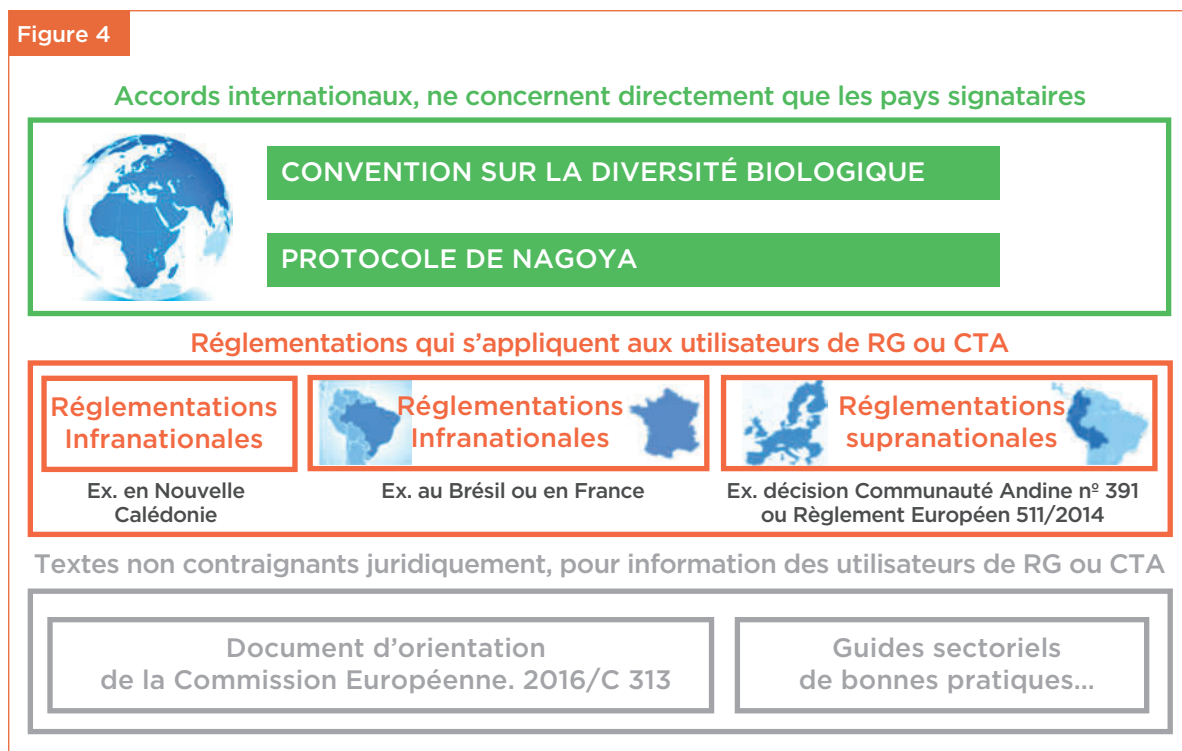 Figure 4
Accords internationaux, ne concernent directement que les pays signataires
CONVENTION SUR LA DIVERSITÉ BIOLOGIQUE
PROTOCOLE DE NAGOYA
Réglementations qui s’appliquent aux utilisateurs de RG ou CTA
Réglementations
Infranationales
Ex. en Nouvelle
Calédonie
Réglementations
Infranationales
Ex. au Brésil ou en France
Réglementations
supranationales
Ex. décision Communauté Andine nº 391
ou Règlement Européen 511/2014
Textes non contraignants juridiquement, pour information des utilisateurs de RG ou CTA
Document d’orientation
de la Commission Européenne. 2016/C 313
Guides sectoriels
de bonnes pratiques...